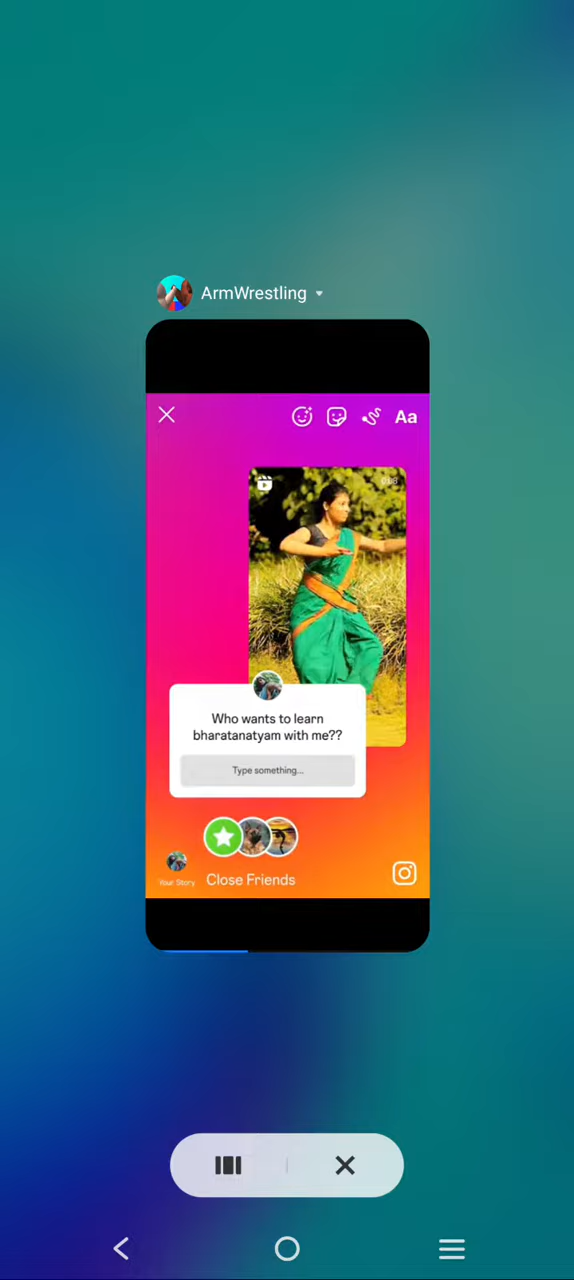 ArmWrestling
Aa
Who wants to learn
bharatanatyam with me??
Type something...
Your Story
Close Friends